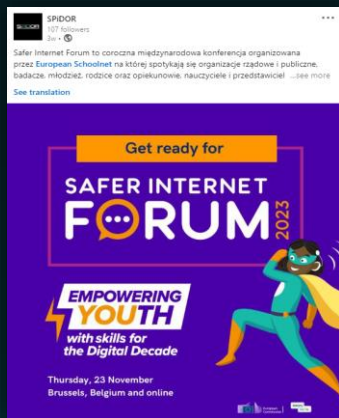 SPiDOR
107 followers
3w •
Safer Internet Forum to coroczna międzynarodowa konferencja organizowana
przez European Schoolnet na której spotykają się organizacje rządowe i publiczne,
badacze, młodzież, rodzice oraz opiekunowie, nauczyciele i przedstawiciel ...see more
See translation
Get ready for
SAFER INTERNET
FORUM 2023
EMPOWERING
YOUTH
with skills for
the Digital Decade
Thursday, 23 November
Brussels, Belgium and online